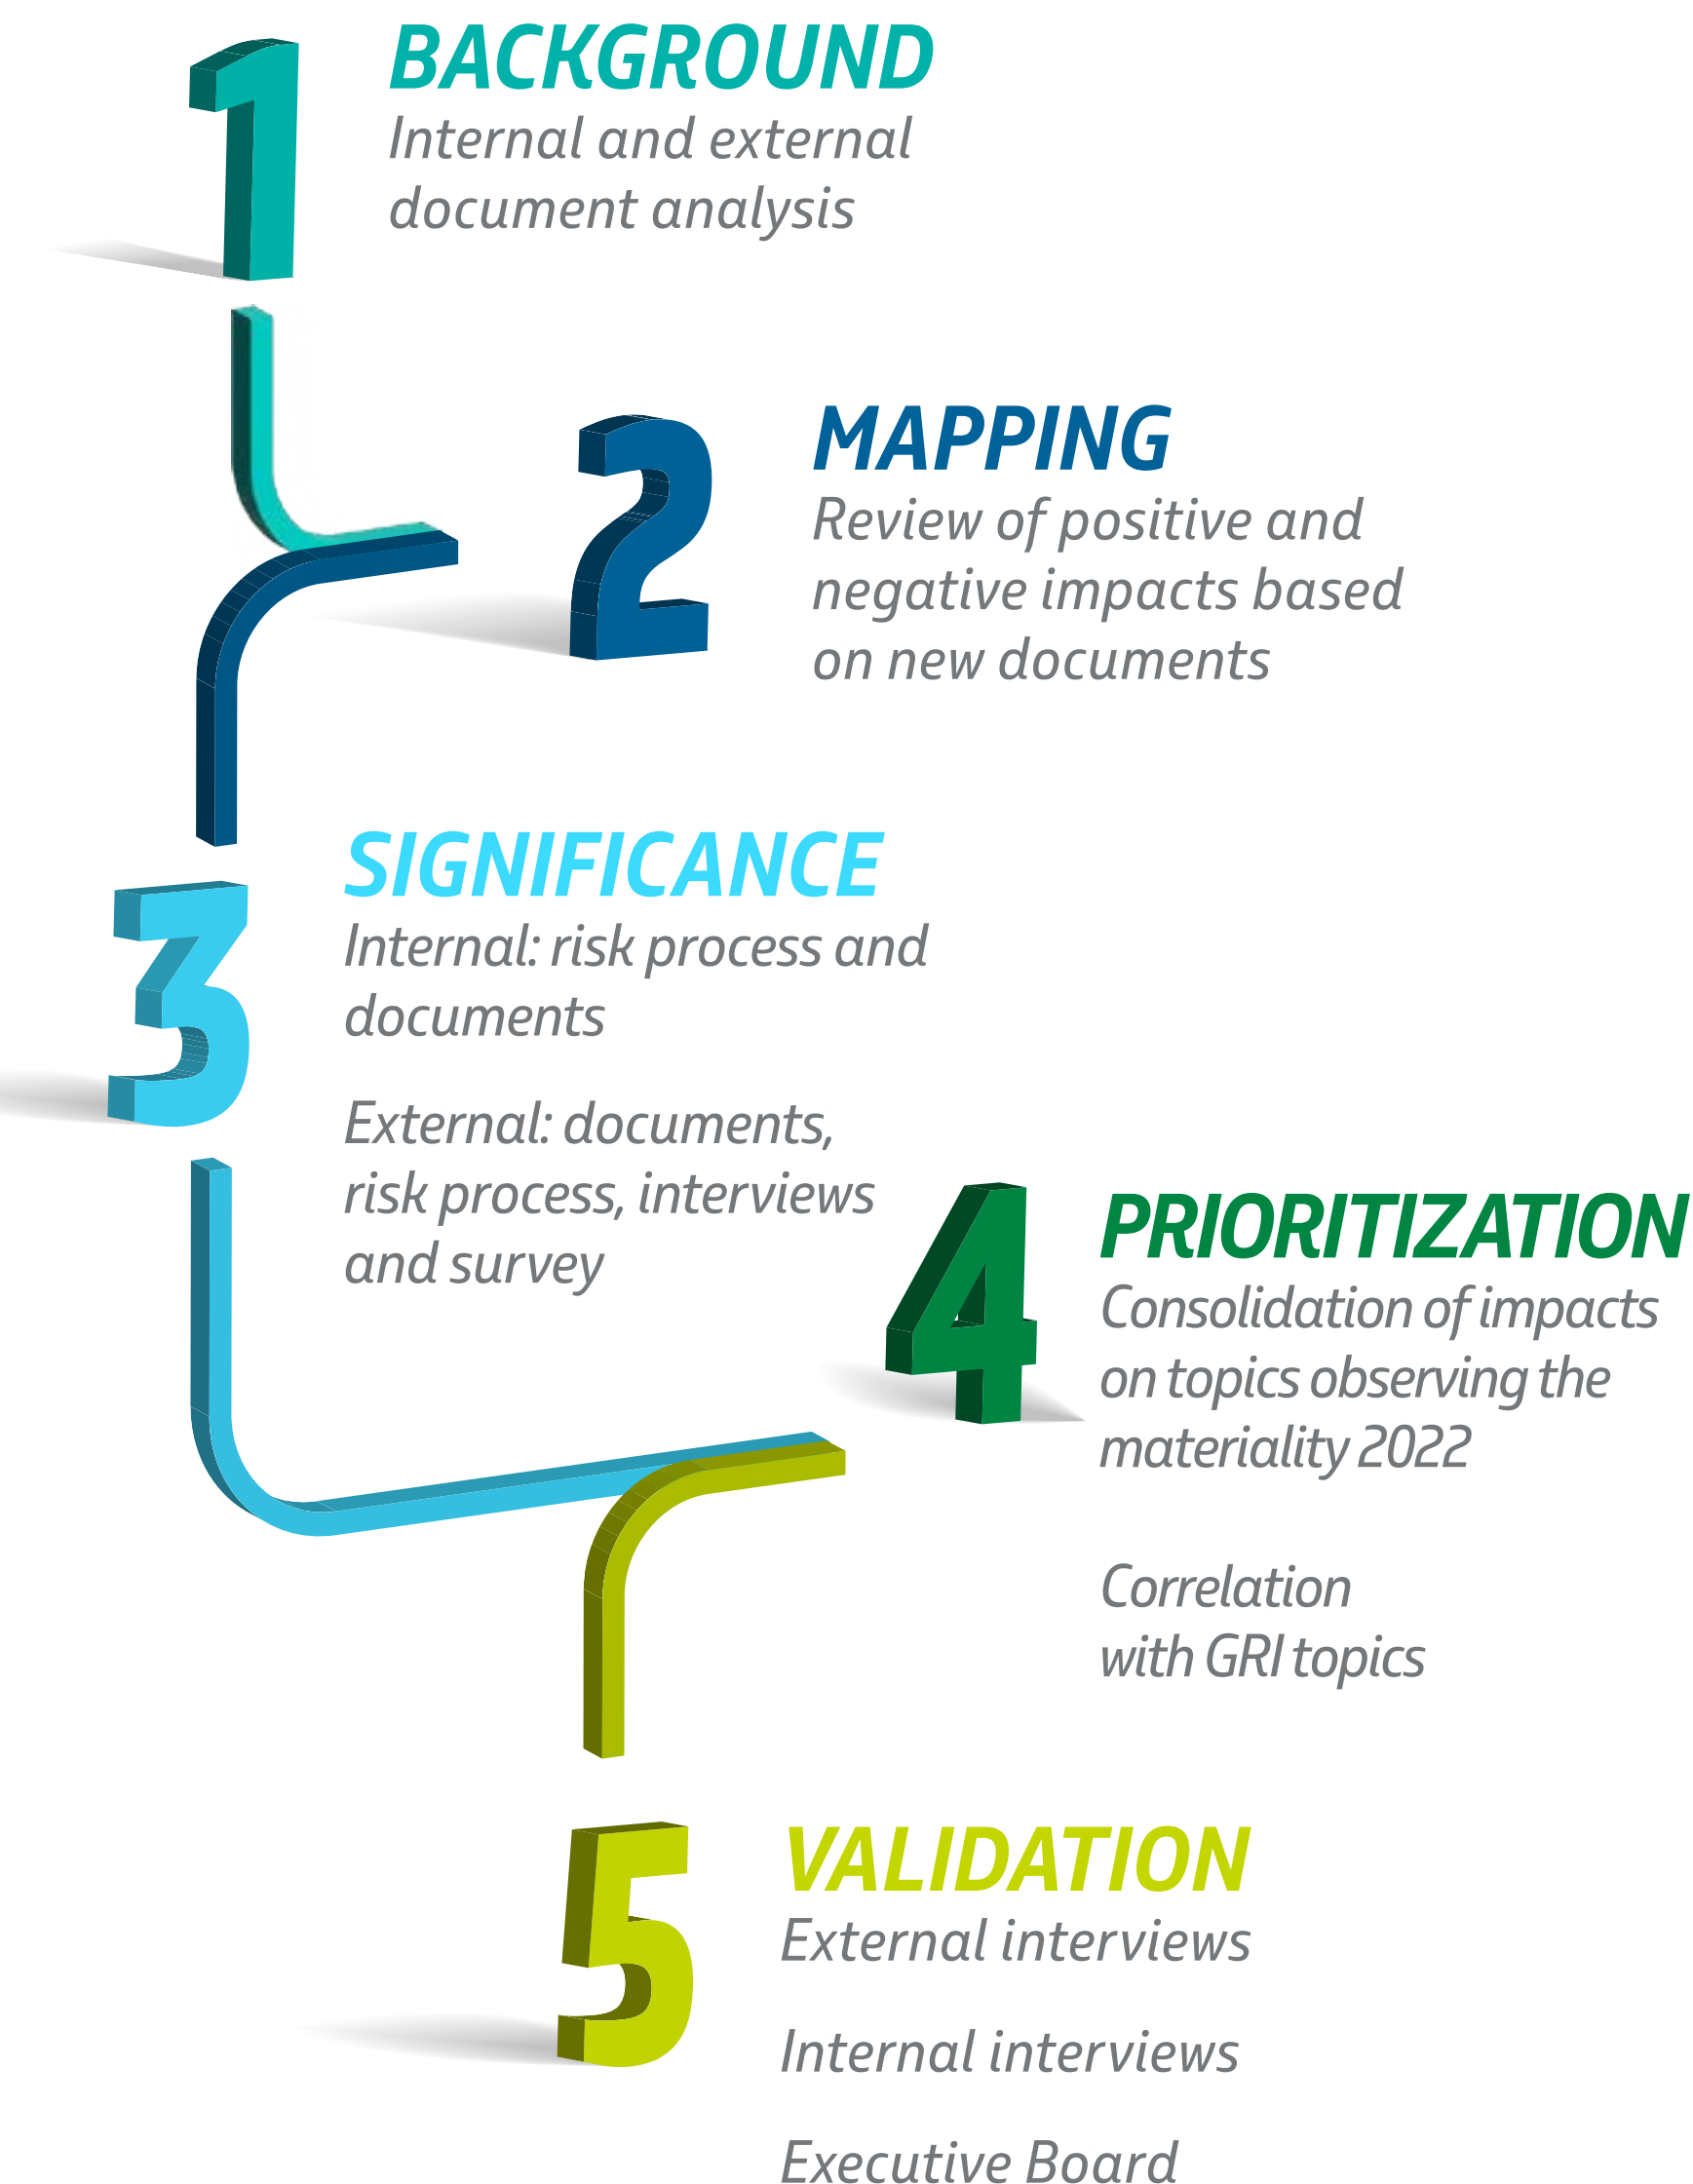 1
BACKGROUND
Internal and external
document analysis
2
MAPPING
Review of positive and
negative impacts based
on new documents
3
SIGNIFICANCE
Internal: risk process and
documents
External: documents,
risk process, interviews
and survey
4
PRIORITIZATION
Consolidation of impacts
on topics observing the
materiality 2022
Correlation
with GRI topics
5
VALIDATION
External interviews
Internal interviews
Executive Board